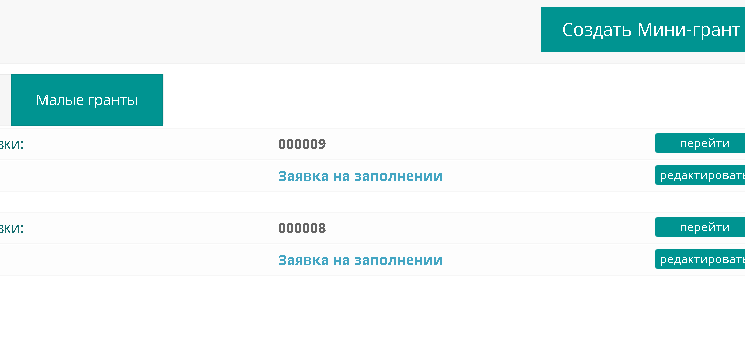 Создать Мини-грант
Малые гранты
вки: 000009 перейти
Заявка на заполнении редактировать
вки: 000008 перейти
Заявка на заполнении редактировать